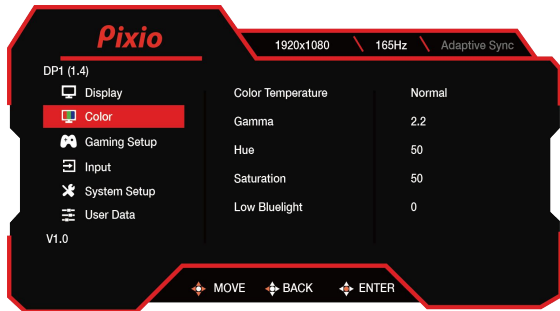 Pixio
1920x1080 \ 165Hz \ Adaptive Sync
DP1 (1.4)
Display
Color
Gaming Setup
Input
System Setup
User Data
V1.0
Color Temperature Normal
Gamma 2.2
Hue 50
Saturation 50
Low Bluelight 0
MOVE BACK ENTER